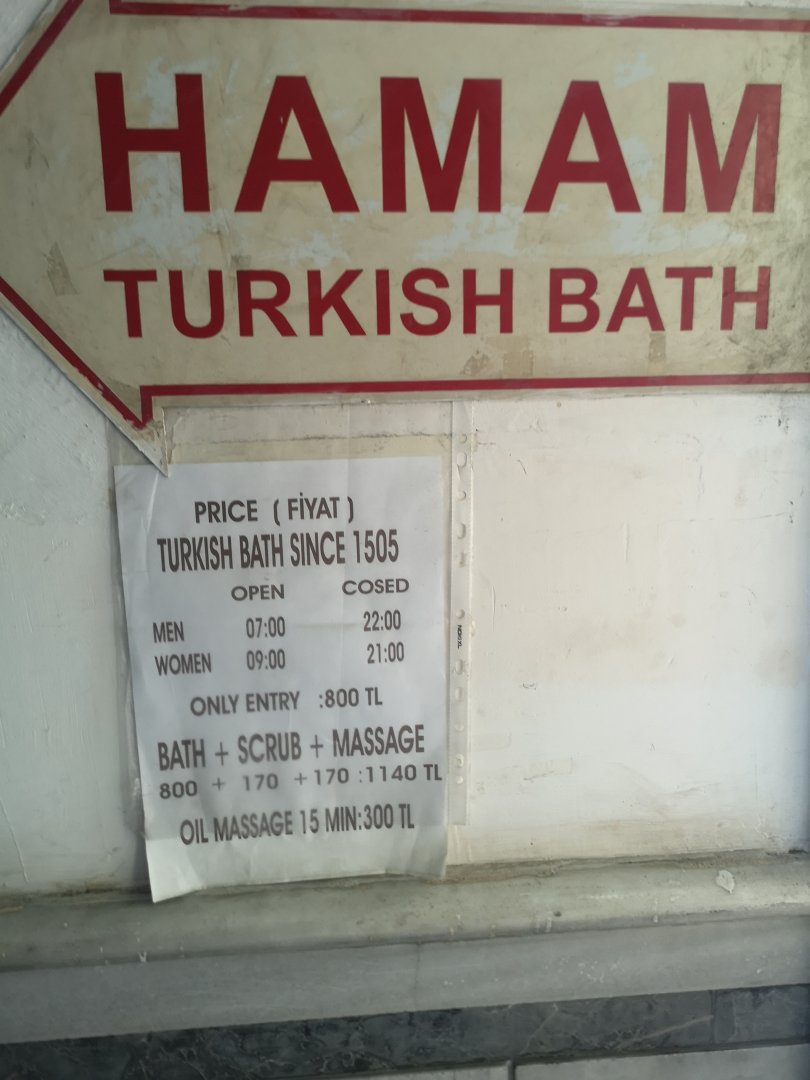 HAMAM
TURKISH BATH
PRICE ( FİYAT )
TURKISH BATH SINCE 1505
OPEN COSED
MEN 07:00 22:00
WOMEN 09:00 21:00
ONLY ENTRY :800 TL
BATH + SCRUB + MASSAGE
800 + 170 +170 :1140 TL
OIL MASSAGE 15 MIN:300 TL